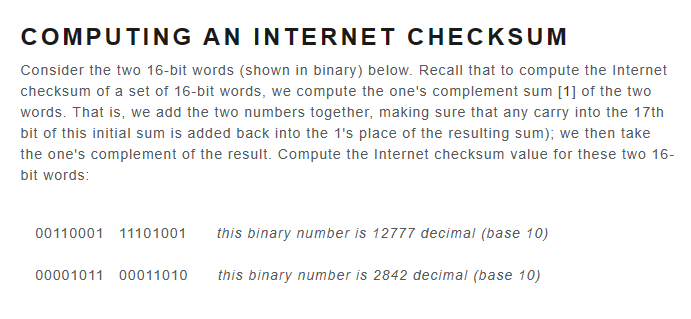 COMPUTING AN INTERNET CHECKSUM
Consider the two 16-bit words (shown in binary) below. Recall that to compute the Internet
checksum of a set of 16-bit words, we compute the one's complement sum [1] of the two
words. That is, we add the two numbers together, making sure that any carry into the 17th
bit of this initial sum is added back into the 1's place of the resulting sum); we then take
the one's complement of the result. Compute the Internet checksum value for these two 16-
bit words:
00110001 11101001 this binary number is 12777 decimal (base 10)
00001011 00011010 this binary number is 2842 decimal (base 10)